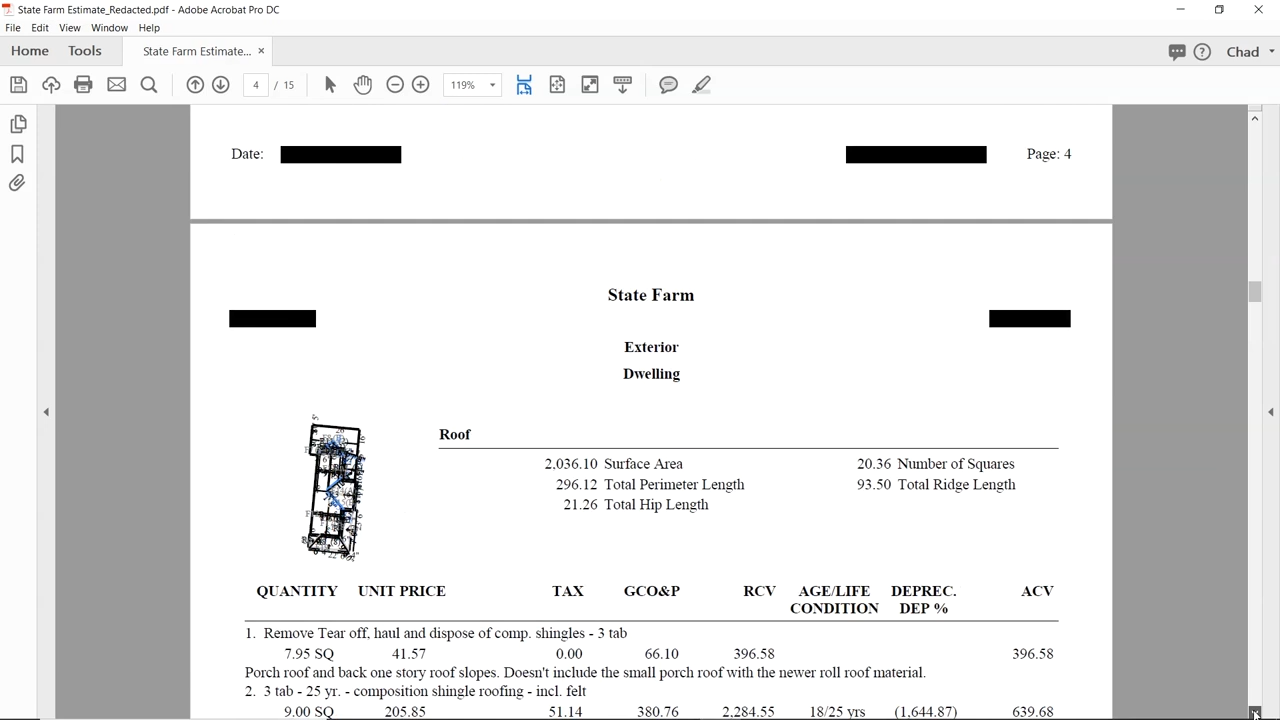 State Farm Estimate_Redacted.pdf - Adobe Acrobat Pro DC
File Edit View Window Help
Home Tools State Farm Estimate... × Chad
4 / 15 119%
Date: Page: 4
State Farm
Exterior
Dwelling
Roof
2,036.10 Surface Area 20.36 Number of Squares
296.12 Total Perimeter Length 93.50 Total Ridge Length
21.26 Total Hip Length
QUANTITY UNIT PRICE TAX GCO&P RCV AGE/LIFE DEPREC. ACV
CONDITION DEP %
1. Remove Tear off, haul and dispose of comp. shingles - 3 tab
7.95 SQ 41.57 0.00 66.10 396.58 396.58
Porch roof and back one story roof slopes. Doesn't include the small porch roof with the newer roll roof material.
2. 3 tab - 25 yr. - composition shingle roofing - incl. felt
9.00 SQ 205.85 51.14 380.76 2,284.55 18/25 yrs (1,644.87) 639.68